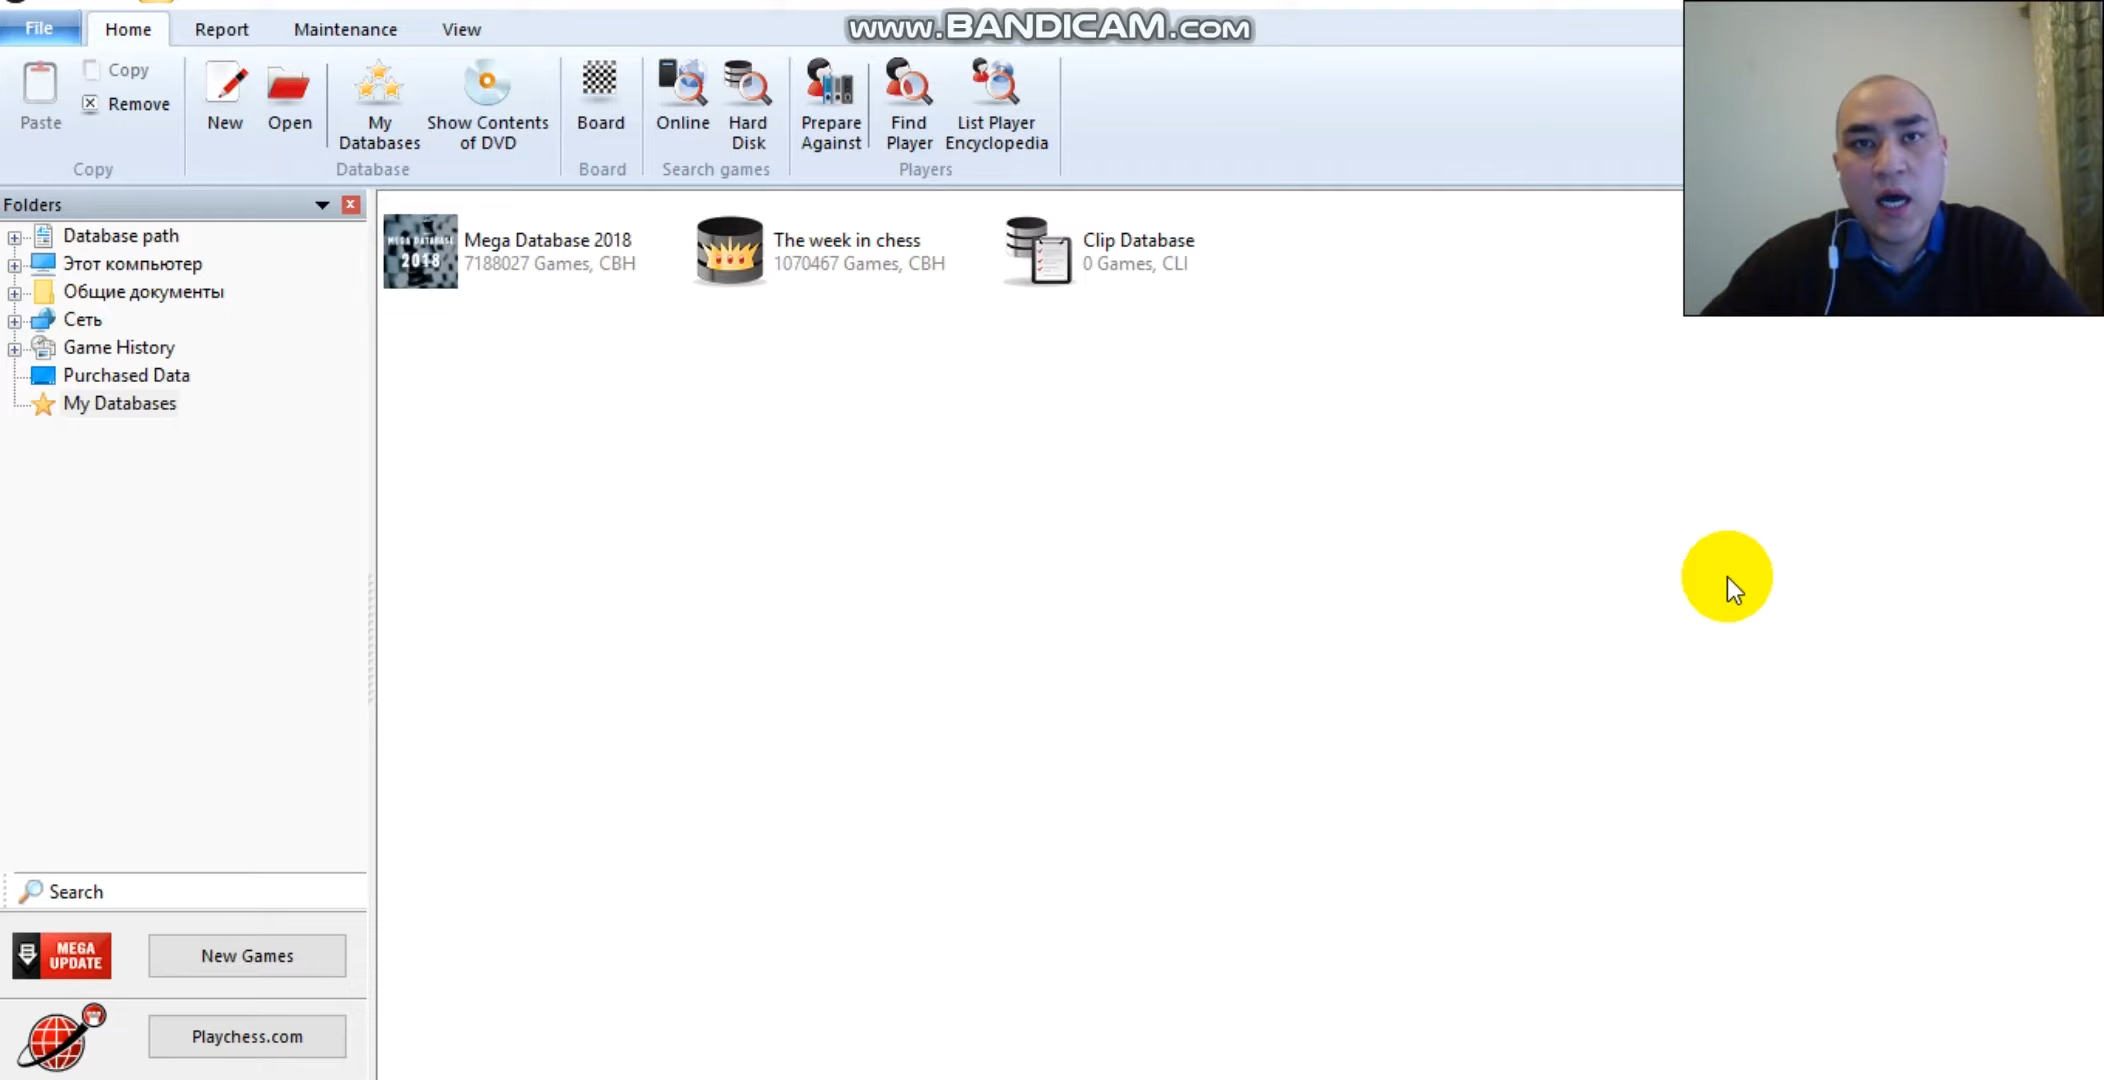 www.BANDICAM.com
File Home Report Maintenance View
Paste
Copy
Remove
Copy
New
Open
My Databases
Show Contents of DVD
Database
Board
Board
Online
Hard Disk
Search games
Prepare Against
Find Player
List Player Encyclopedia
Players
Folders
Database path
Этот компьютер
Общие документы
Сеть
Game History
Purchased Data
My Databases
MEGA DATABASE
2018
Mega Database 2018
7188027 Games, CBH
The week in chess
1070467 Games, CBH
Clip Database
0 Games, CLI
Search
MEGA UPDATE
New Games
Playchess.com